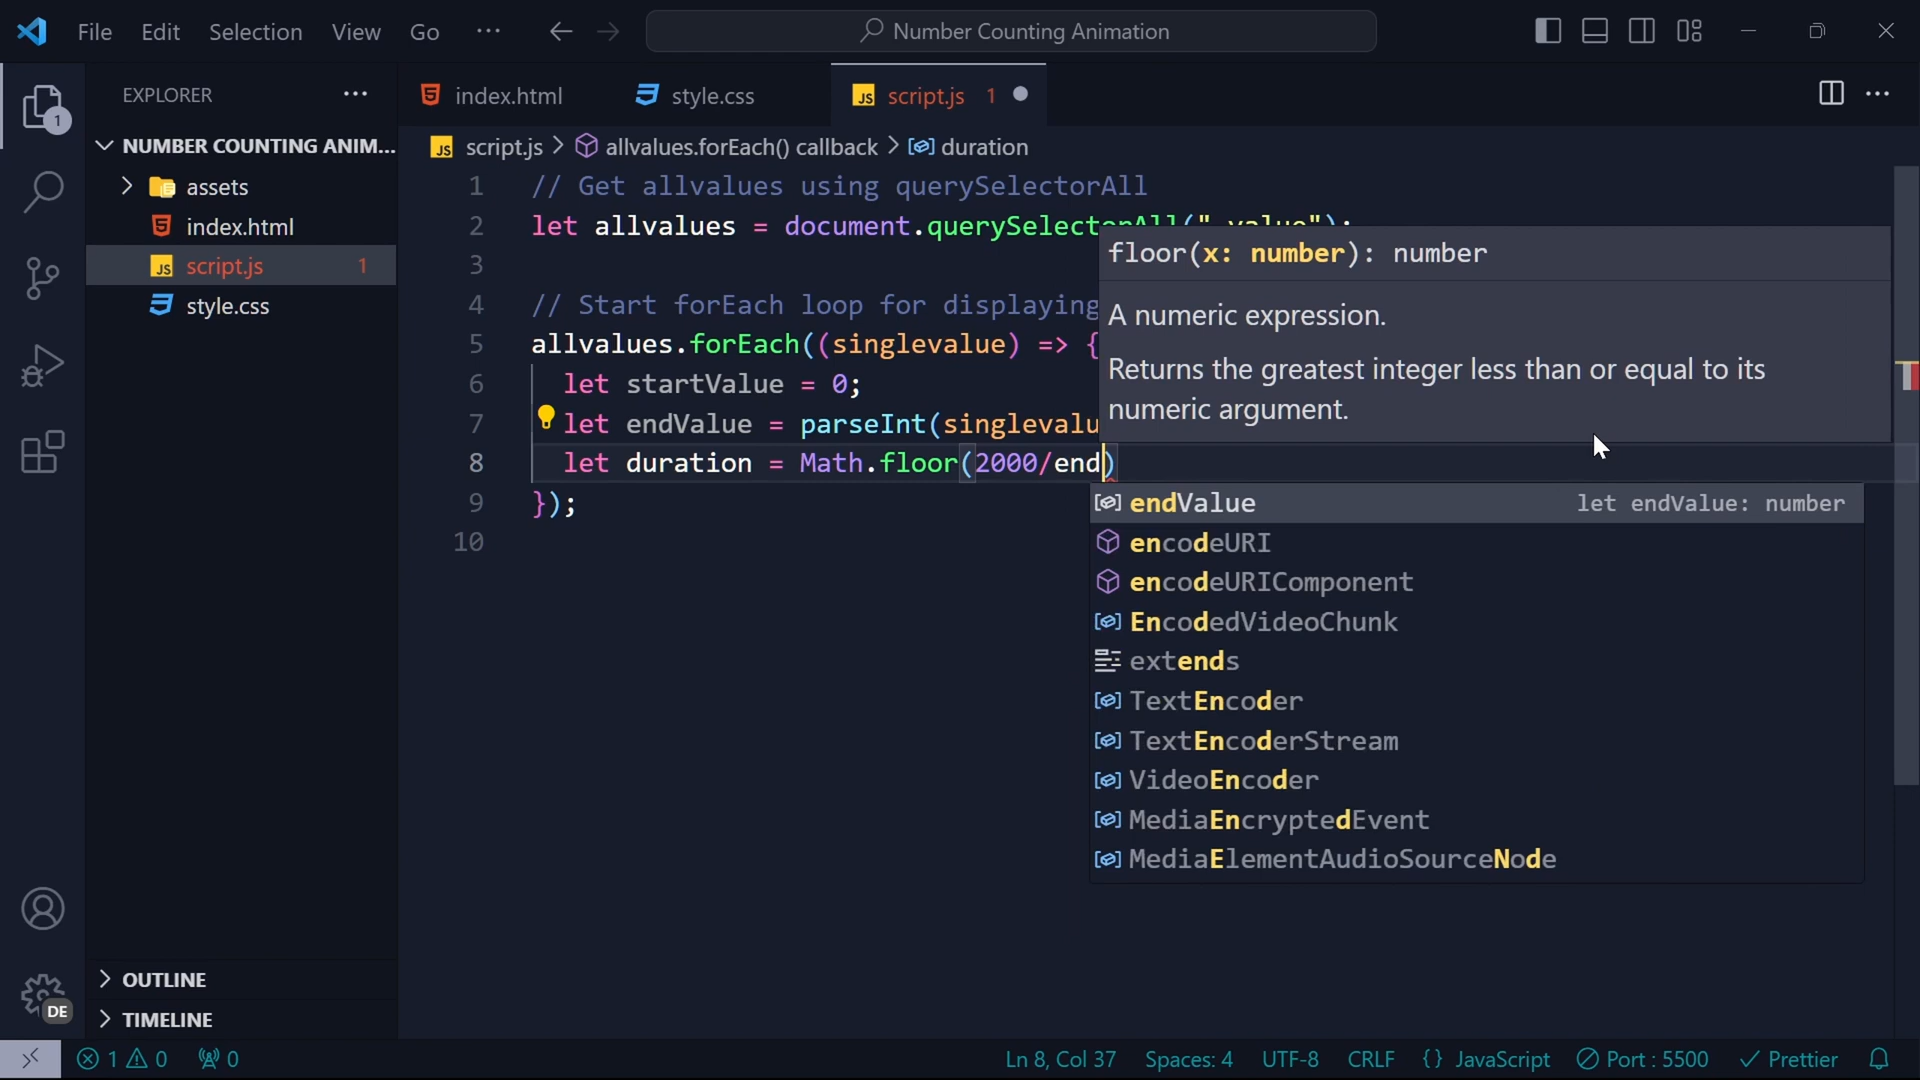 File Edit Selection View Go ··· Number Counting Animation
EXPLORER ···
1
NUMBER COUNTING ANIM...
assets
index.html
script.js 1
style.css
OUTLINE
TIMELINE
DE
index.html style.css script.js 1
script.js > allvalues.forEach() callback > duration
1 // Get allvalues using querySelectorAll
2 let allvalues = document.querySelectorAll(".value");
3
4 // Start forEach loop for displaying
5 allvalues.forEach((singlevalue) => {
6 let startValue = 0;
7 let endValue = parseInt(singlevalu
8 let duration = Math.floor(2000/end)
9 });
10
floor(x: number): number
A numeric expression.
Returns the greatest integer less than or equal to its
numeric argument.
endValue let endValue: number
encodeURI
encodeURIComponent
EncodedVideoChunk
extends
TextEncoder
TextEncoderStream
VideoEncoder
MediaEncryptedEvent
MediaElementAudioSourceNode
1 0 0 Ln 8, Col 37 Spaces: 4 UTF-8 CRLF {} JavaScript Port : 5500 Prettier